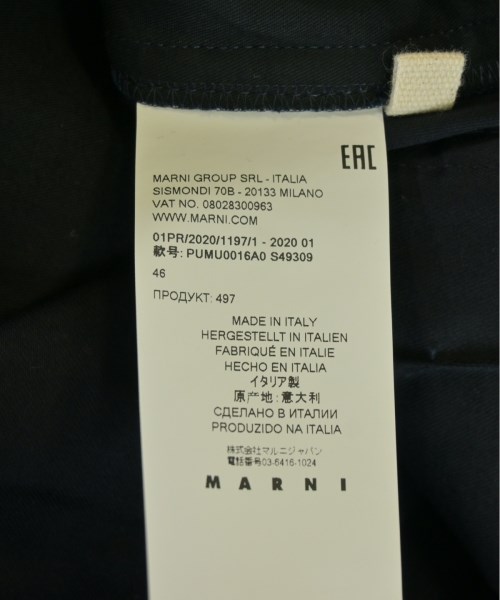 EAC
MARNI GROUP SRL - ITALIA
SISMONDI 70B - 20133 MILANO
VAT NO. 08028300963
WWW.MARNI.COM
01PR/2020/1197/1 - 2020 01
款号: PUMU0016A0 S49309
46
ПРОДУКТ: 497
MADE IN ITALY
HERGESTELLT IN ITALIEN
FABRIQUÉ EN ITALIE
HECHO EN ITALIA
イタリア製
原产地: 意大利
СДЕЛАНО В ИТАЛИИ
PRODUZIDO NA ITALIA
株式会社マルニジャパン
電話番号03-6416-1024
MARNI